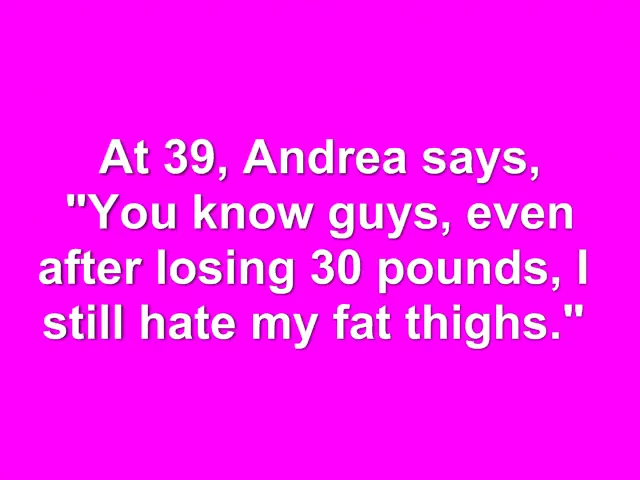 At 39, Andrea says,
"You know guys, even
after losing 30 pounds, I
still hate my fat thighs."